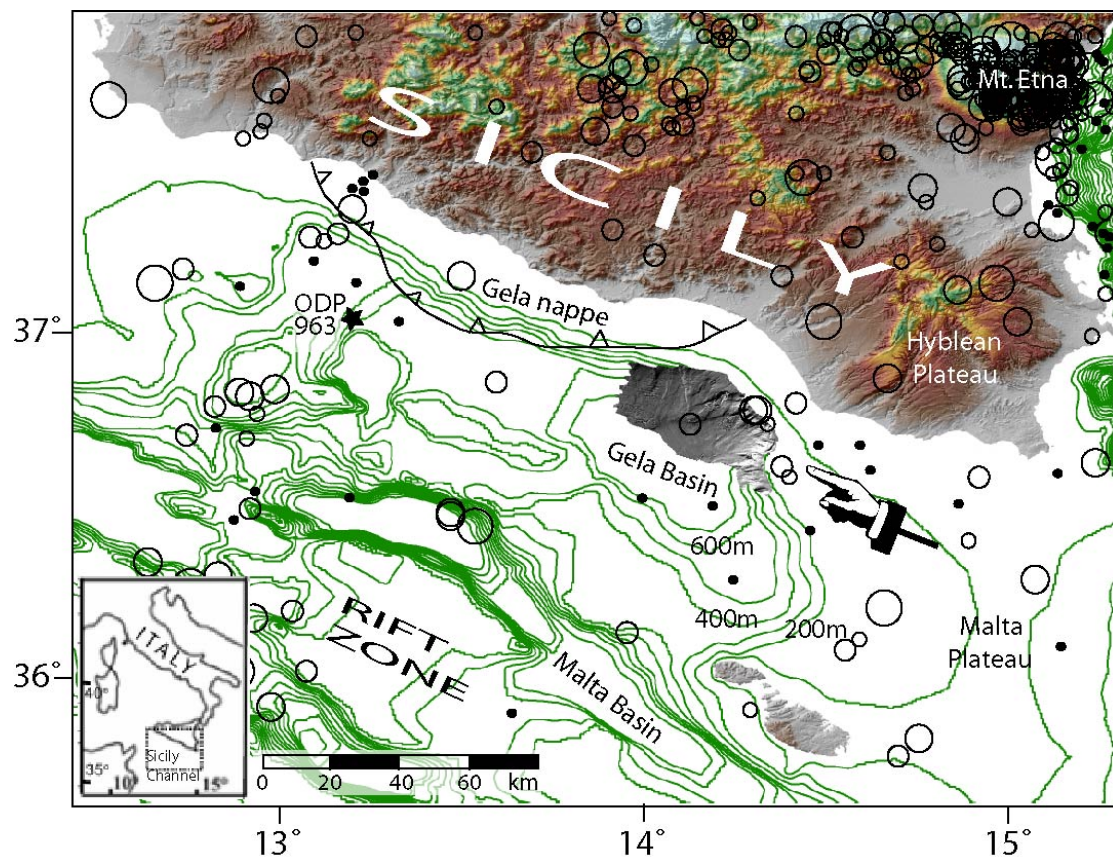 Mt. Etna
SICILY
Gela nappe
ODP
963
37°
Hyblean
Plateau
Gela Basin
600m
400m
200m
Malta
Plateau
RIFT
ZONE
Malta Basin
36°
ITALY
40°
Sicily
Channel
35°
10°
15°
0 20 40 60 km
13°
14°
15°